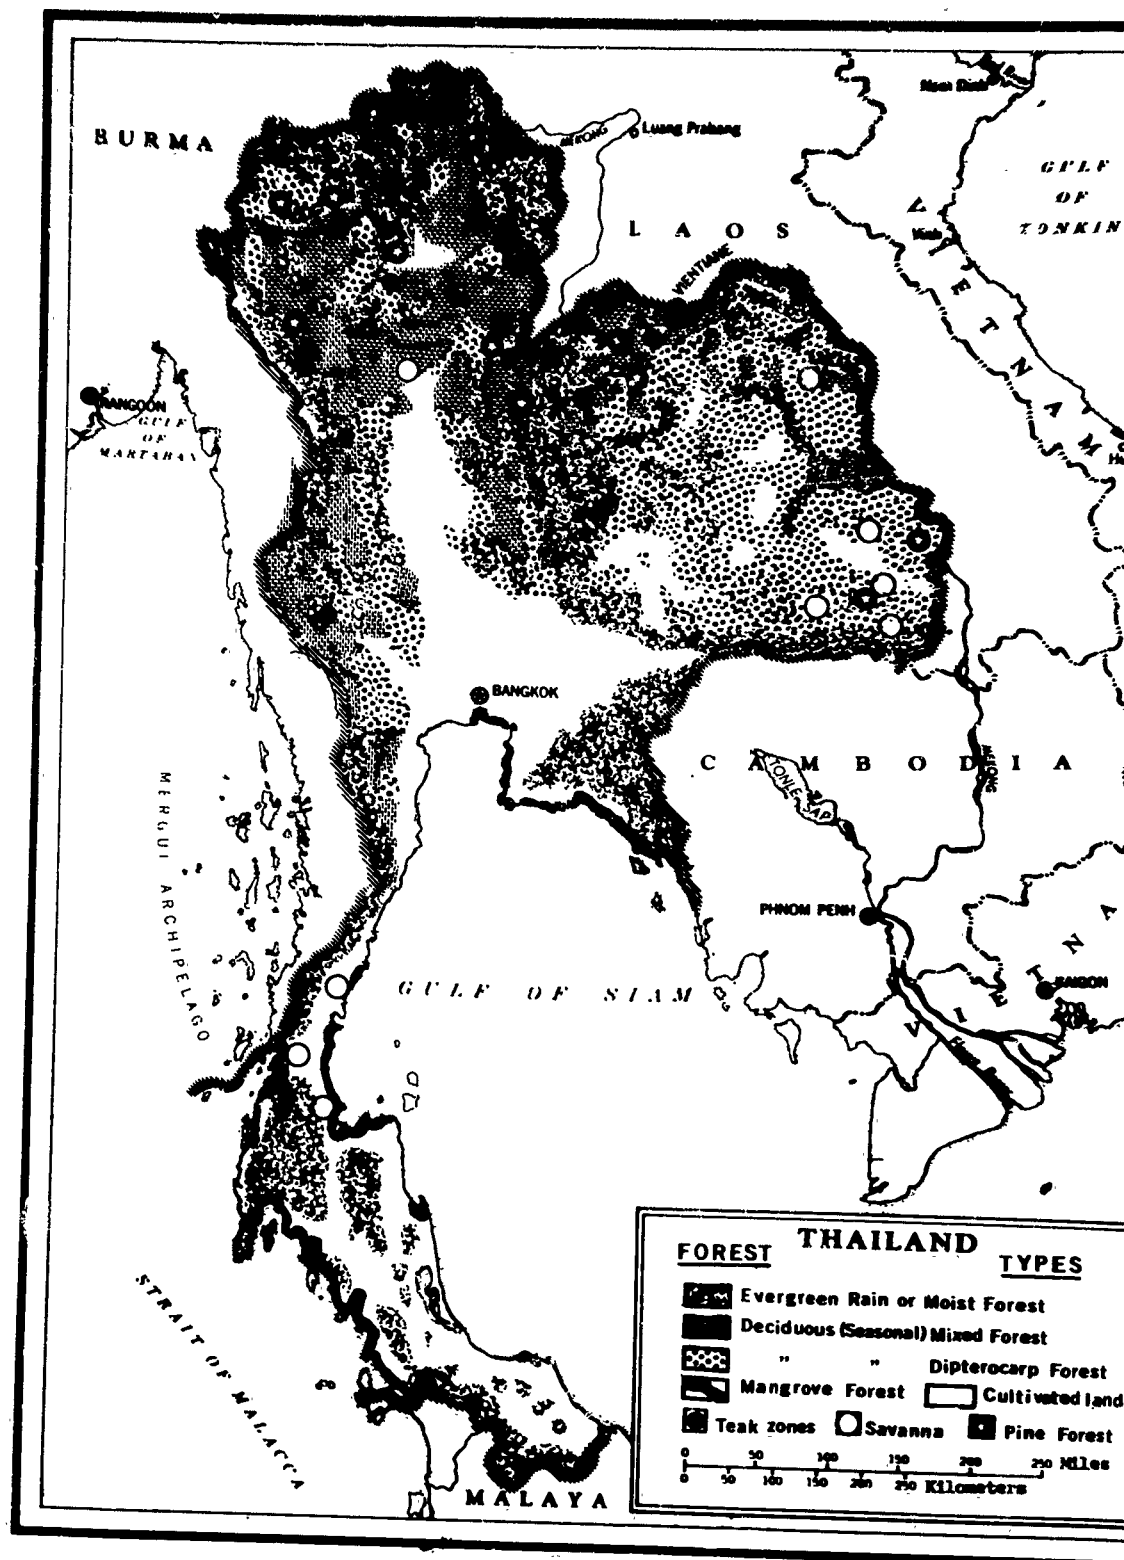 BURMA
MEKONG
Luang Prabang
Nam Dinh
GULF
OF
TONKIN
LAOS
VIENTIANE
Vinh
VIETNAM
RANGOON
GULF
OF
MARTABAN
BANGKOK
CAMBODIA
TONLE SAP
MEKONG
MERGUI ARCHIPELAGO
PHNOM PENH
SAIGON
GULF OF SIAM
STRAIT OF MALACCA
MALAYA
THAILAND
FOREST TYPES
Evergreen Rain or Moist Forest
Deciduous (Seasonal) Mixed Forest
" " Dipterocarp Forest
Mangrove Forest Cultivated land
Teak zones Savanna Pine Forest
0 50 100 150 200 250 Miles
0 50 100 150 200 250 Kilometers